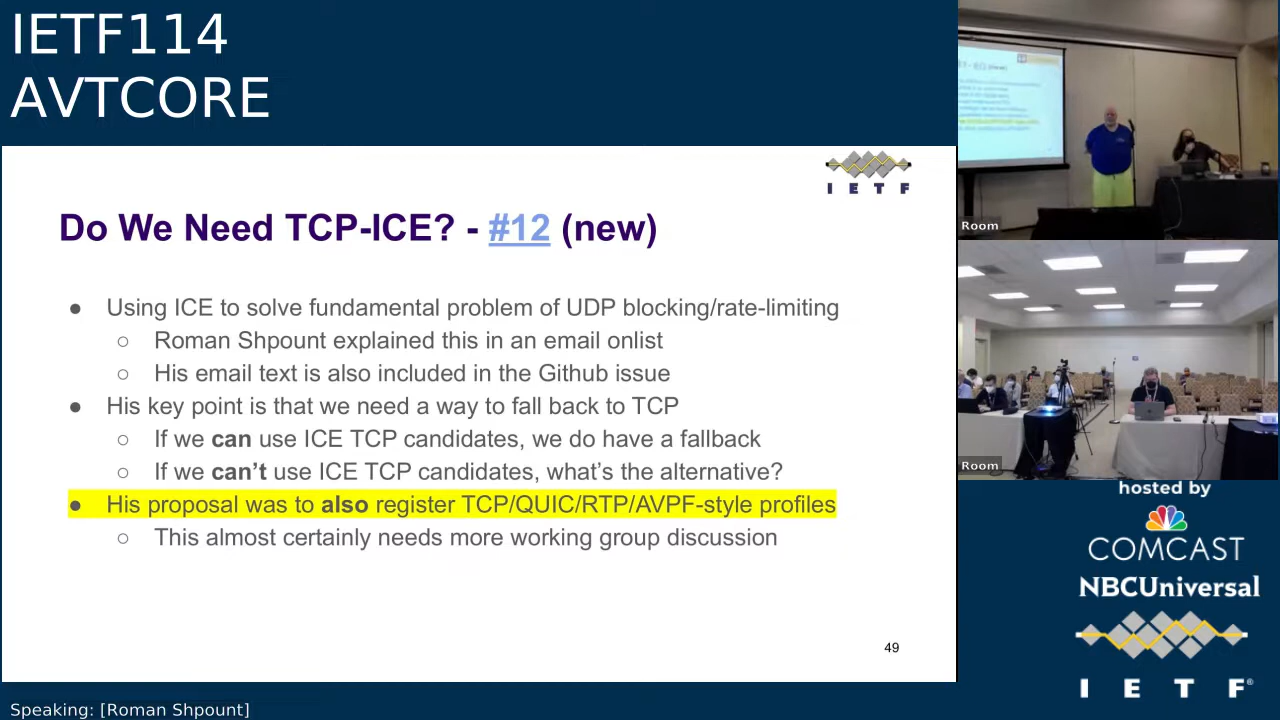 IETF114
AVTCORE
I E T F
Do We Need TCP-ICE? - #12 (new)
● Using ICE to solve fundamental problem of UDP blocking/rate-limiting
○ Roman Shpount explained this in an email onlist
○ His email text is also included in the Github issue
● His key point is that we need a way to fall back to TCP
○ If we can use ICE TCP candidates, we do have a fallback
○ If we can't use ICE TCP candidates, what's the alternative?
● His proposal was to also register TCP/QUIC/RTP/AVPF-style profiles
○ This almost certainly needs more working group discussion
49
Room
Room
hosted by
COMCAST
NBCUniversal
I E T F®
Speaking: [Roman Shpount]